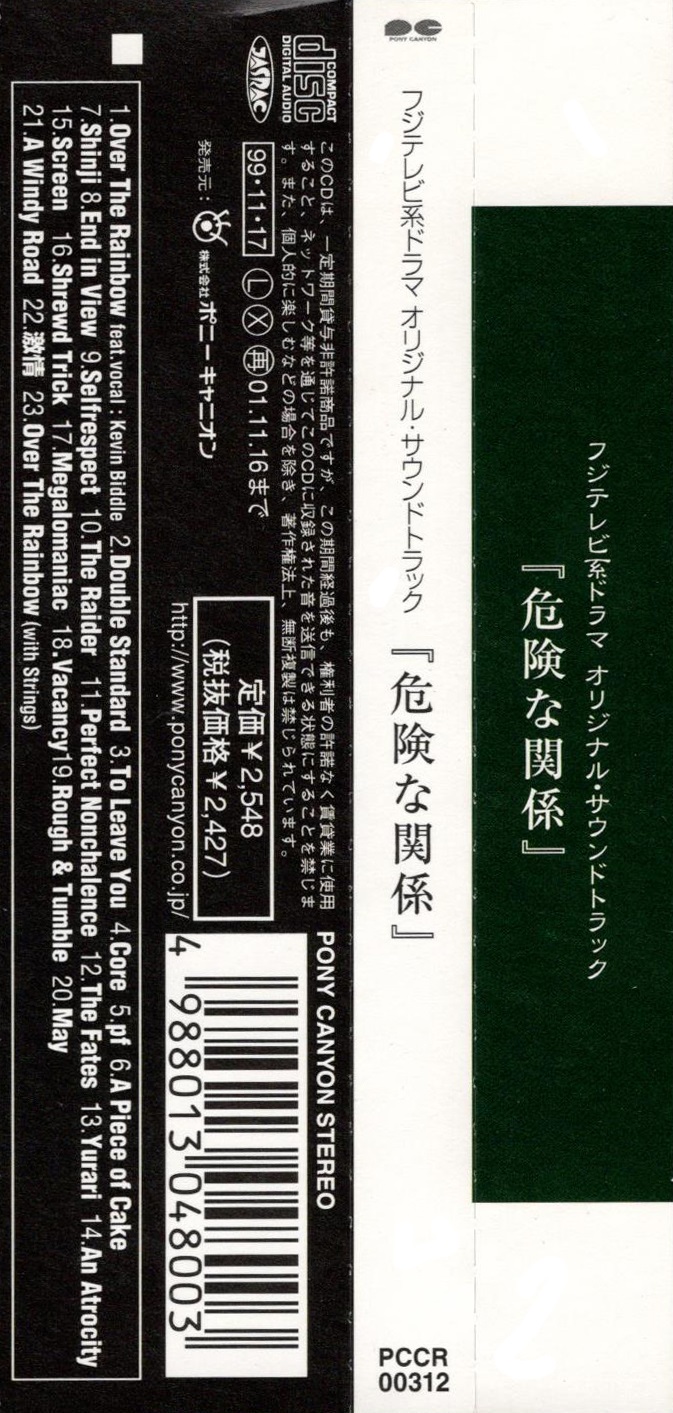 フジテレビ系ドラマ オリジナル・サウンドトラック
『危険な関係』
PONY CANYON
フジテレビ系ドラマ オリジナル・サウンドトラック『危険な関係』
PCCR
00312
COMPACT
disc
DIGITAL AUDIO
JASRAC
PONY CANYON STEREO
このCDは、一定期間貸与非許諾商品ですが、この期間経過後も、権利者の許諾なく賃貸業に使用
すること、ネットワーク等を通じてこのCDに収録された音を送信できる状態にすることを禁じま
す。また、個人的に楽しむなどの場合を除き、著作権法上、無断複製は禁じられています。
99・11・17 Ⓛ Ⓧ ㊢01.11.16まで
定価￥2,548
(税抜価格￥2,427)
発売元： 株式会社ポニーキャニオン
http://www.ponycanyon.co.jp/
4 988013 048003
1.Over The Rainbow feat.vocal : Kevin Biddle 2.Double Standard 3.To Leave You 4.Core 5.pf 6.A Piece of Cake
7.Shinji 8.End in View 9.Selfrespect 10.The Raider 11.Perfect Nonchalence 12.The Fates 13.Yurari 14.An Atrocity
15.Screen 16.Shrewd Trick 17.Megalomaniac 18.Vacancy19.Rough & Tumble 20.May
21.A Windy Road 22.激情 23.Over The Rainbow (with Strings)